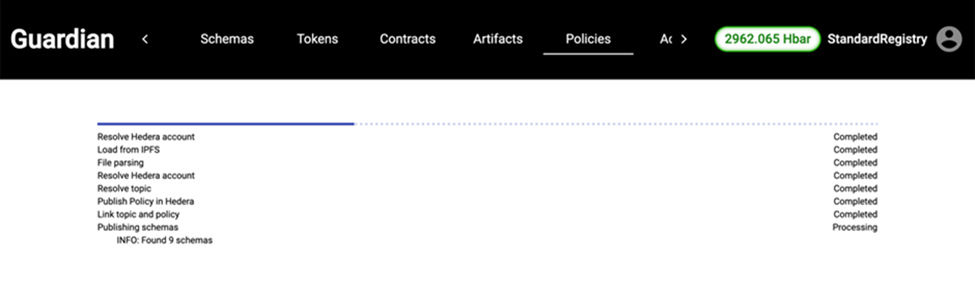 Guardian Schemas Tokens Contracts Artifacts Policies Ac 2962.065 Hbar StandardRegistry
Resolve Hedera account Completed
Load from IPFS Completed
File parsing Completed
Resolve Hedera account Completed
Resolve topic Completed
Publish Policy in Hedera Completed
Link topic and policy Completed
Publishing schemas Processing
INFO: Found 9 schemas